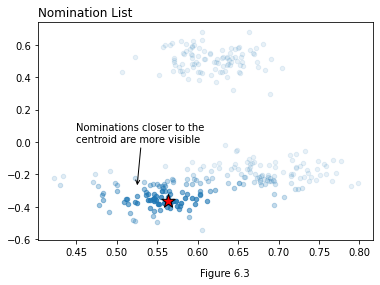 Nomination List
0.6
0.4
0.2
0.0
−0.2
−0.4
−0.6
Nominations closer to the
centroid are more visible
0.45 0.50 0.55 0.60 0.65 0.70 0.75 0.80
Figure 6.3